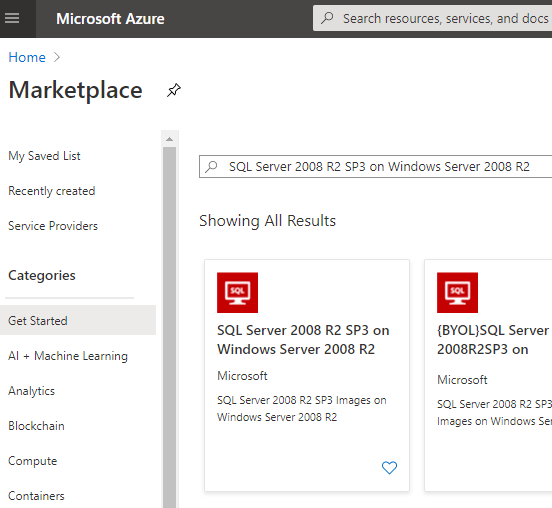 Microsoft Azure
Search resources, services, and docs
Home
Marketplace
My Saved List
Recently created
Service Providers
Categories
Get Started
AI + Machine Learning
Analytics
Blockchain
Compute
Containers
SQL Server 2008 R2 SP3 on Windows Server 2008 R2
Showing All Results
SQL
SQL Server 2008 R2 SP3 on
Windows Server 2008 R2
Microsoft
SQL Server 2008 R2 SP3 Images on
Windows Server 2008 R2
SQL
{BYOL}SQL Server
2008R2SP3 on
Microsoft
SQL Server 2008 R2 SP3
Images on Windows Ser